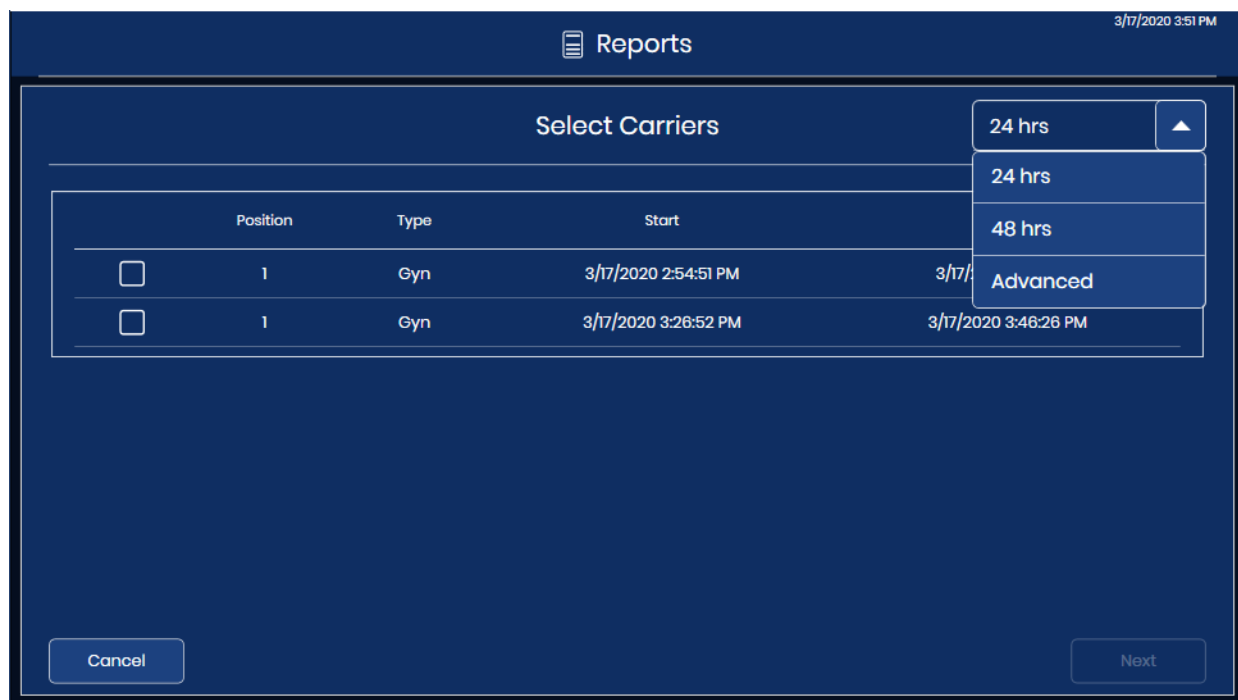 3/17/2020 3:51 PM
Reports
Select Carriers
24 hrs
24 hrs
48 hrs
Advanced
Position Type Start
1 Gyn 3/17/2020 2:54:51 PM 3/17/
1 Gyn 3/17/2020 3:26:52 PM 3/17/2020 3:46:26 PM
Cancel Next